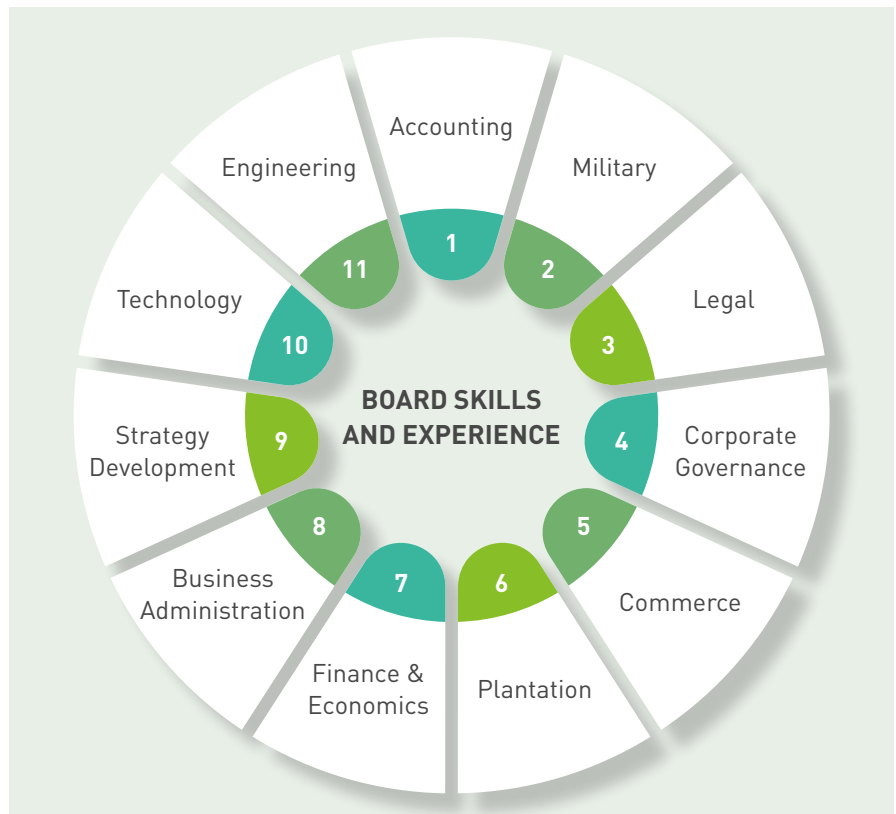 BOARD SKILLS
AND EXPERIENCE
1
Accounting
2
Military
3
Legal
4
Corporate
Governance
5
Commerce
6
Plantation
7
Finance &
Economics
8
Business
Administration
9
Strategy
Development
10
Technology
11
Engineering